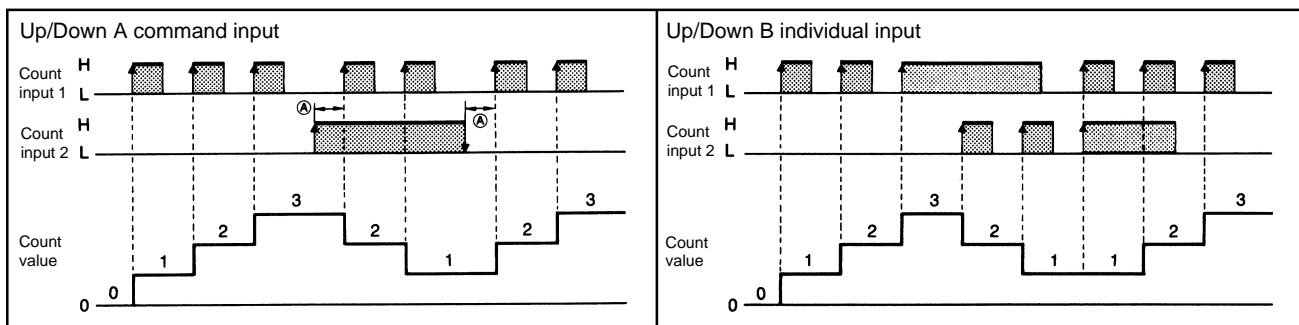 Up/Down A command input
Count input 1
H
L
Ⓐ
Ⓐ
Count input 2
H
L
Count value
0
0
1
2
3
2
1
2
3
Up/Down B individual input
Count input 1
H
L
Count input 2
H
L
Count value
0
0
1
2
3
2
1
1
2
3